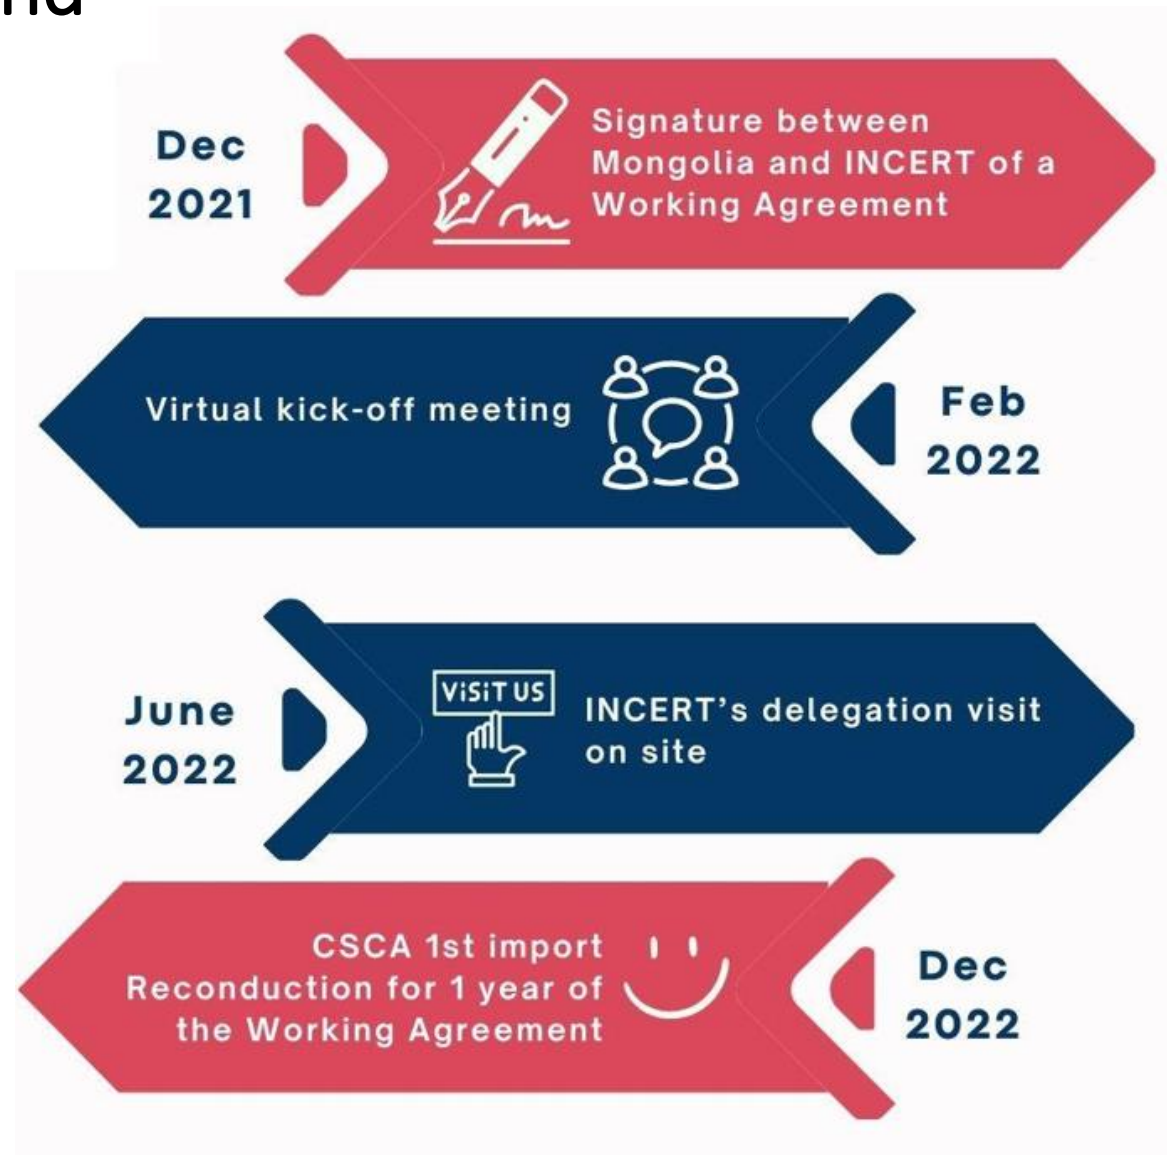 Dec
2021
Signature between
Mongolia and INCERT of a
Working Agreement
Virtual kick-off meeting
Feb
2022
June
2022
ViSiT US
INCERT’s delegation visit
on site
CSCA 1st import
Reconduction for 1 year of
the Working Agreement
Dec
2022